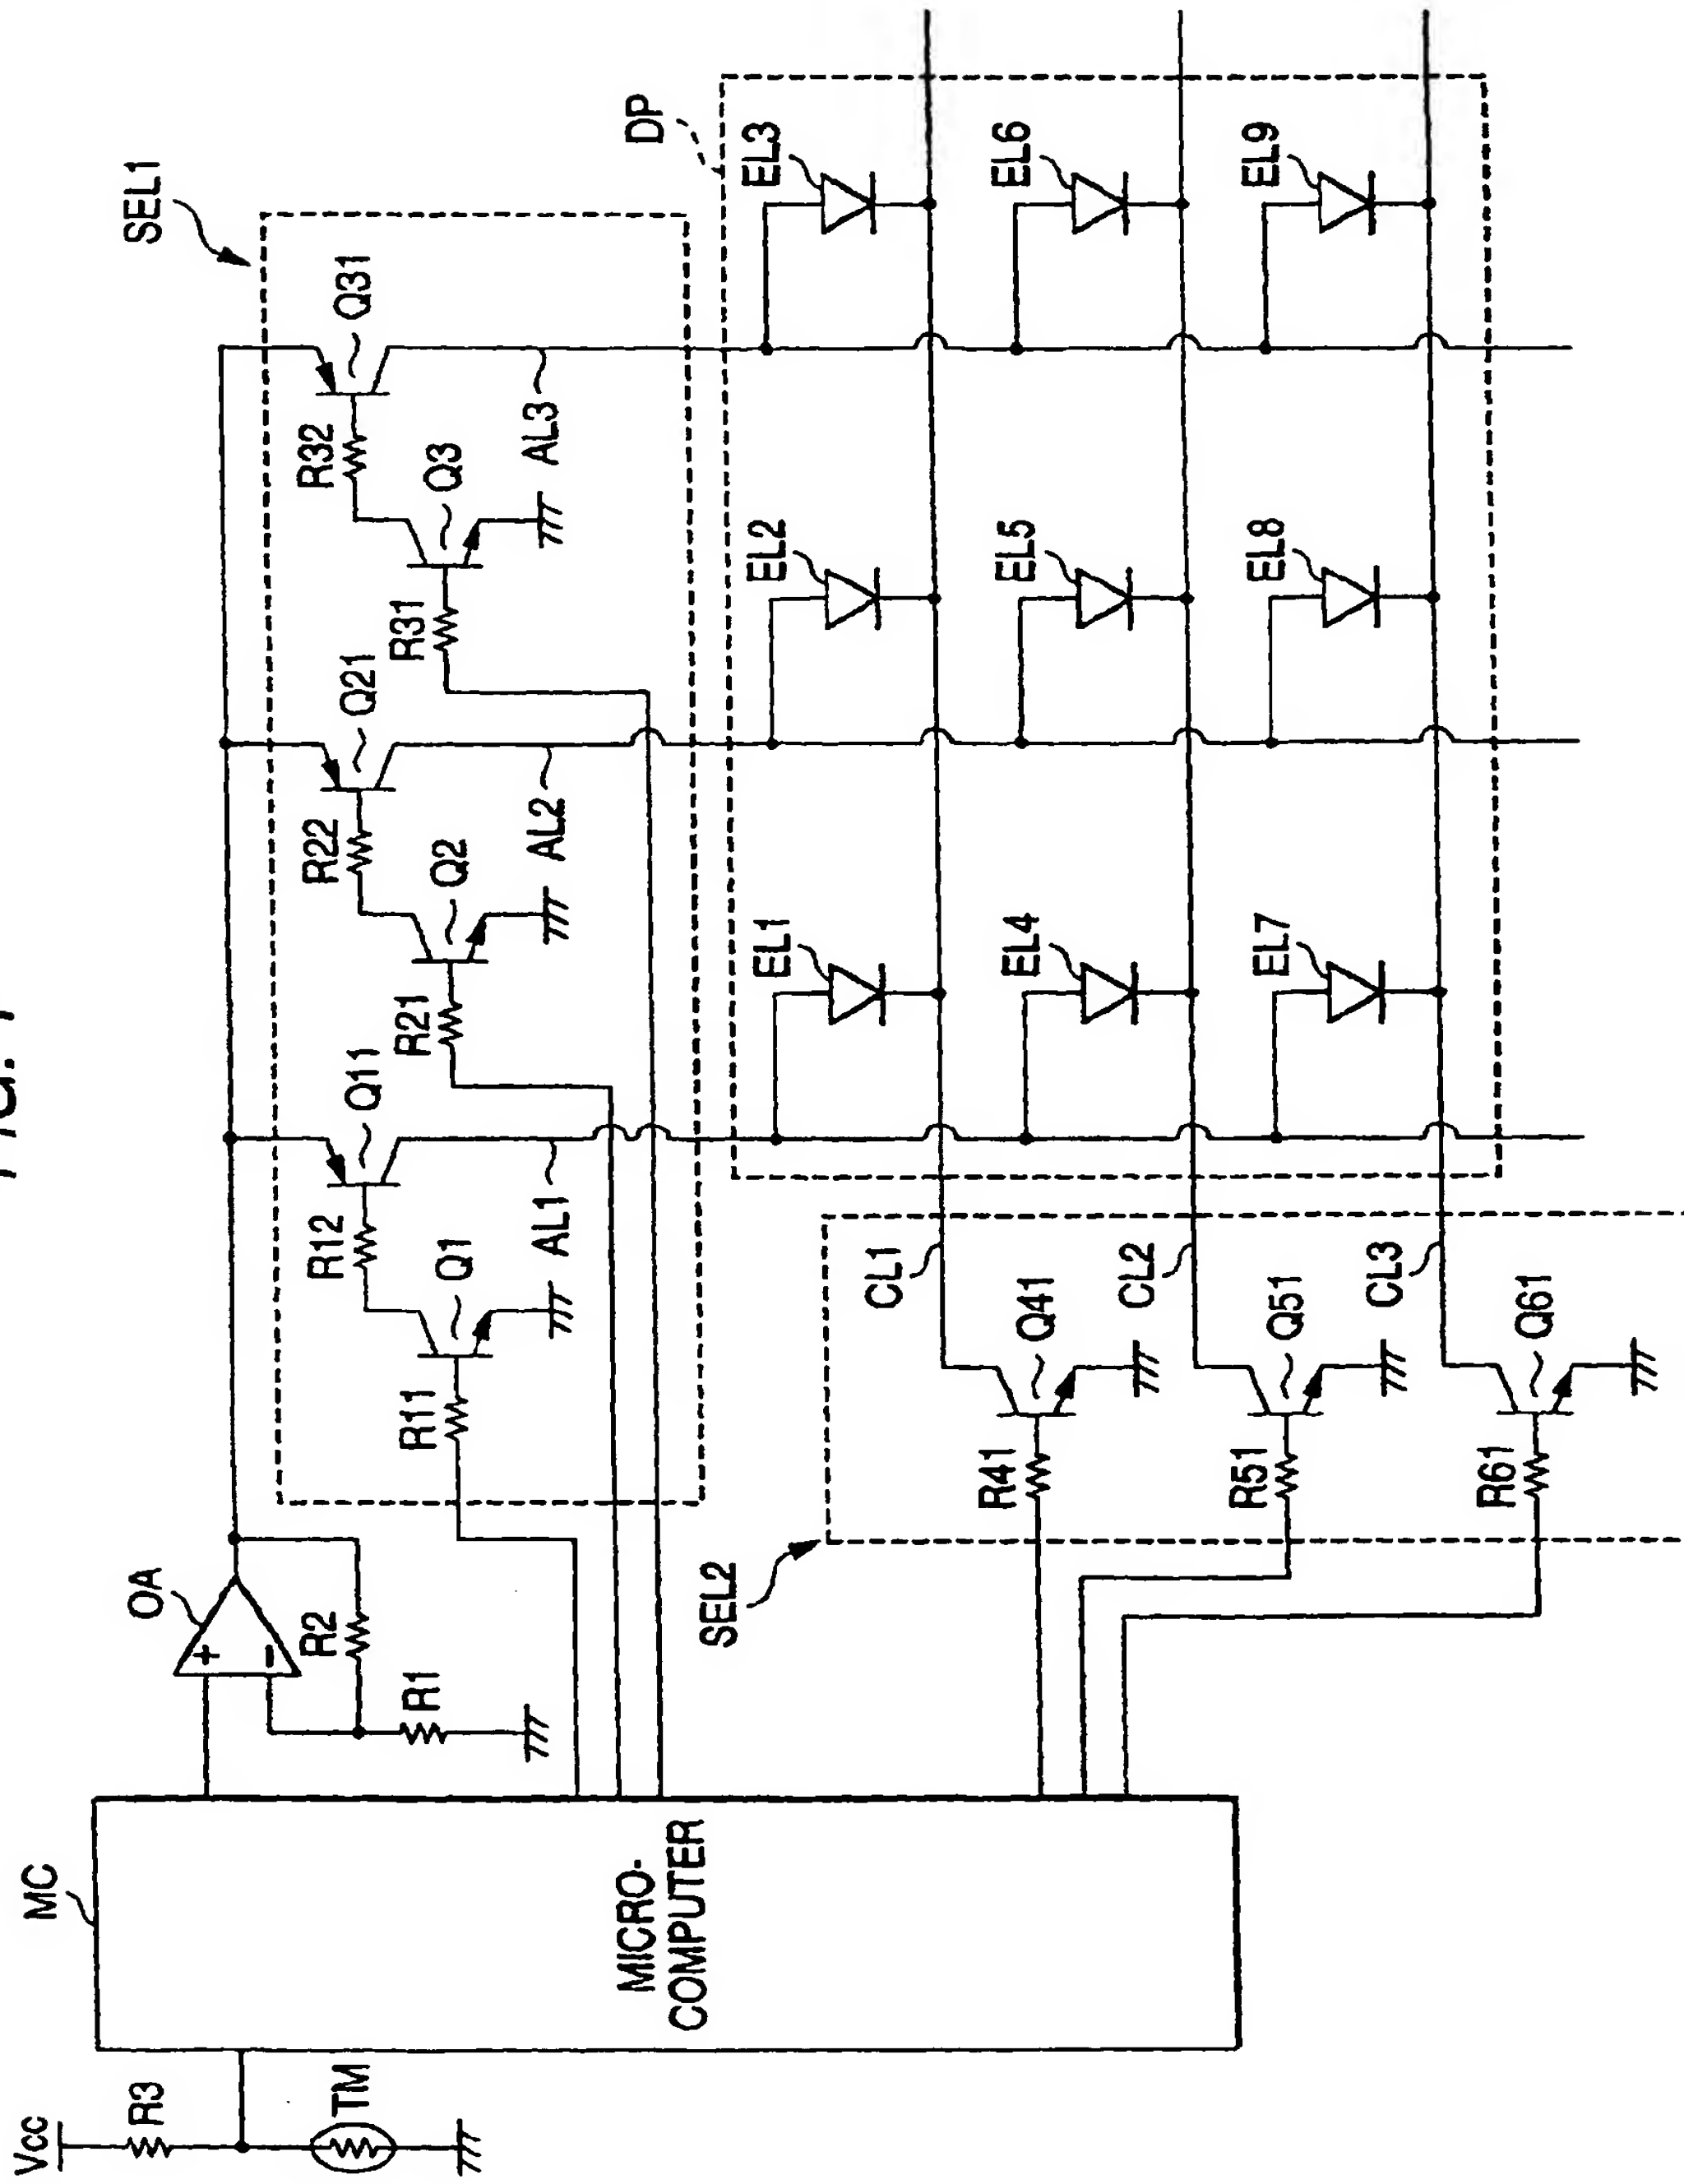 SEL1
DP
Q31
R32
Q3
R31
AL3
Q21
R22
Q2
R21
AL2
Q11
R12
Q1
R11
AL1
OA
+
−
R2
R1
MC
MICRO-
COMPUTER
Vcc
R3
TM
EL3
EL6
EL9
EL2
EL5
EL8
EL1
EL4
EL7
CL1
CL2
CL3
Q41
Q51
Q61
R41
R51
R61
SEL2